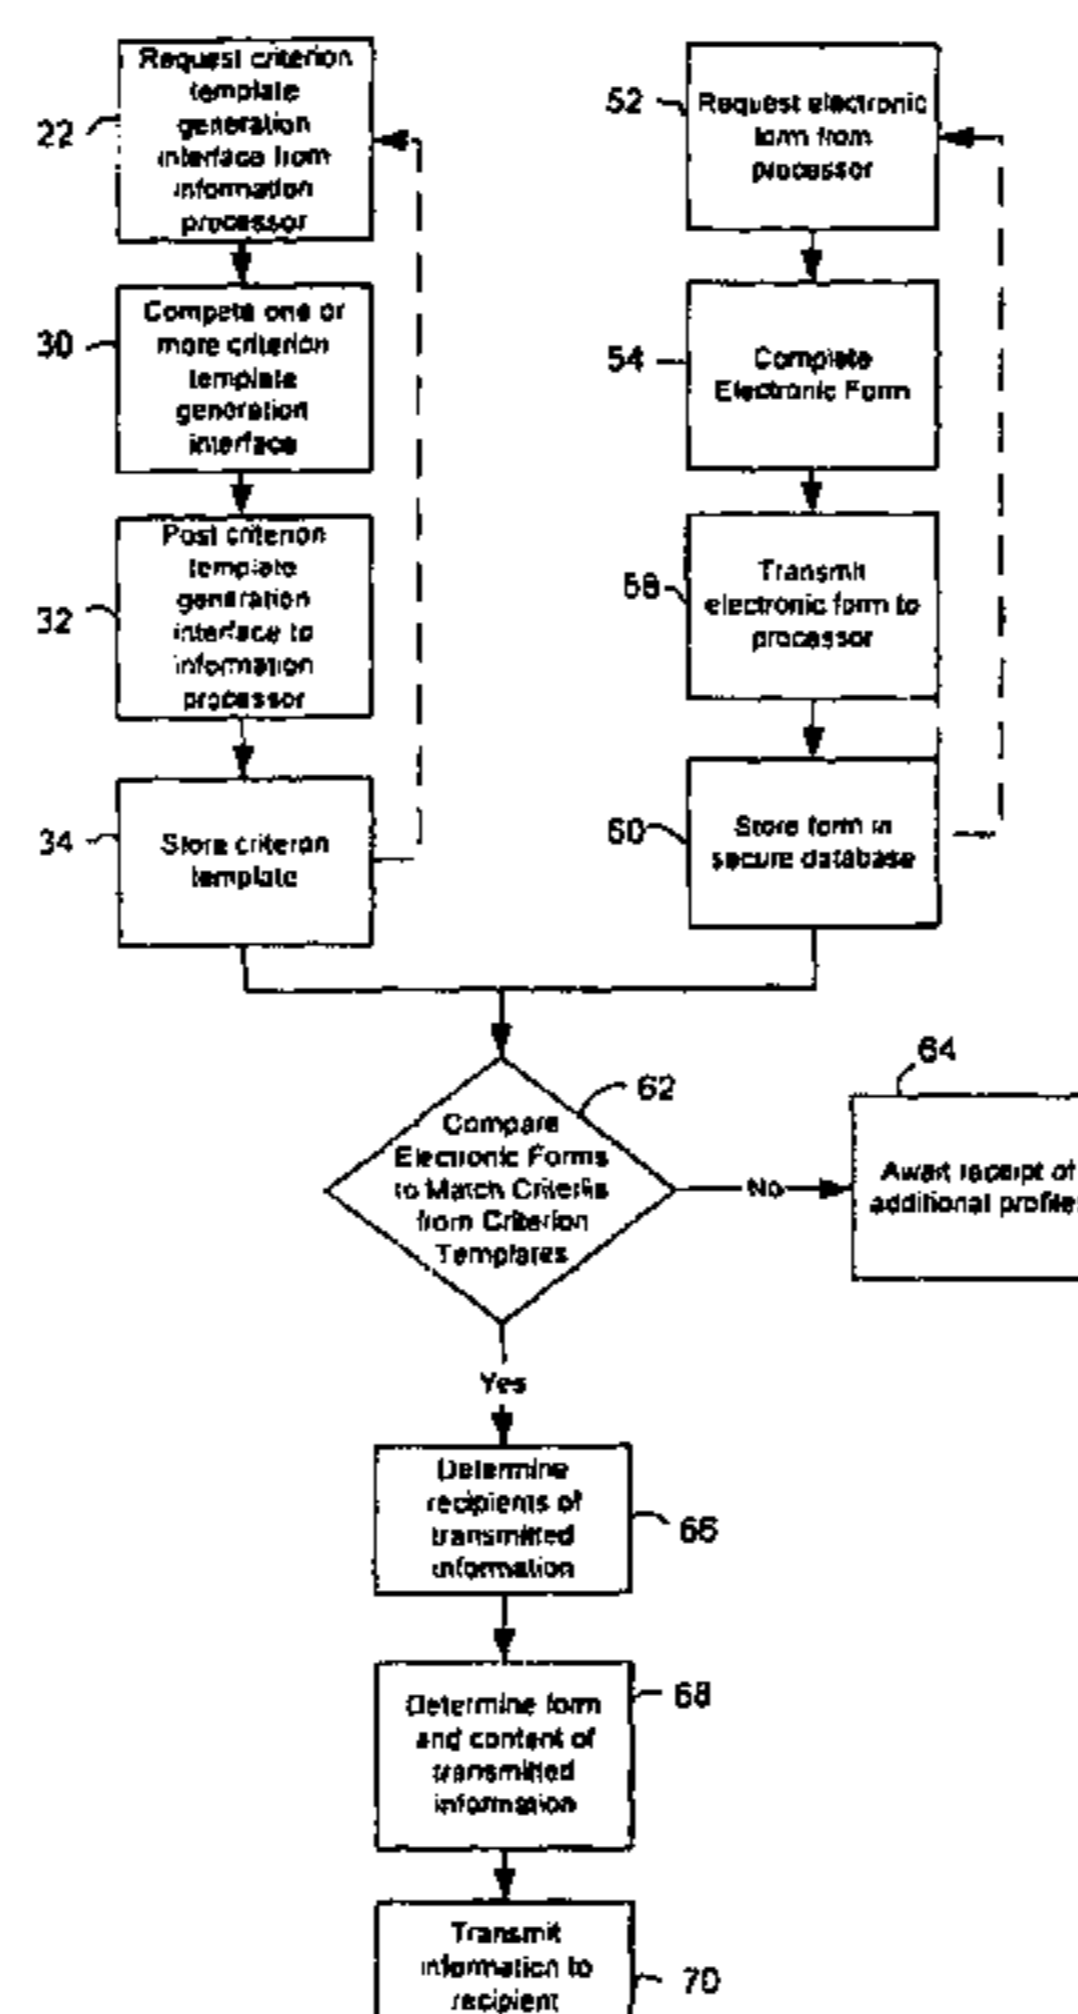 22
Request criterion
template
generation
interface from
information
processor
30
Compete one or
more criterion
template
generation
interface
32
Post criterion
template
generation
interface to
information
processor
34
Store criteron
template
52
Request electronic
form from
processor
54
Complete
Electronic Form
58
Transmit
electronic form to
processor
60
Store form in
secure database
62
Compare
Electronic Forms
to Match Criteria
from Criterion
Templares
No
64
Await receipt of
additional profile
Yes
Determine
recipients of
transmitted
information
66
Determine form
and content of
transmitted
information
68
Transmit
information to
recipient
70